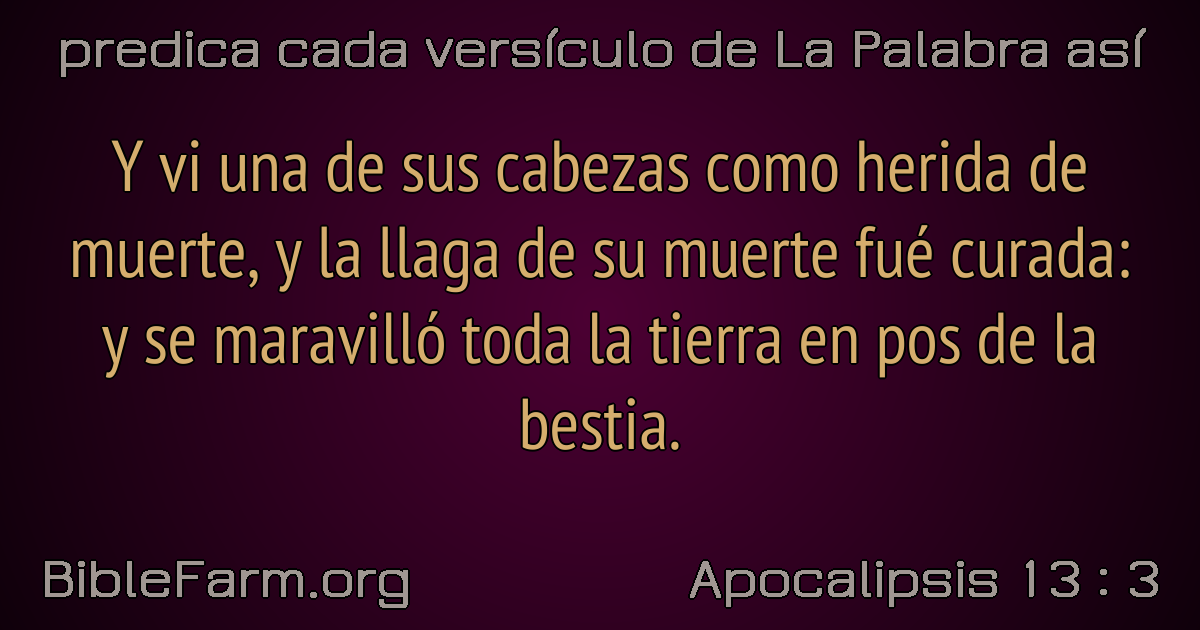 predica cada versículo de La Palabra así
Y vi una de sus cabezas como herida de
muerte, y la llaga de su muerte fué curada:
y se maravilló toda la tierra en pos de la
bestia.
BibleFarm.org
Apocalipsis 13 : 3